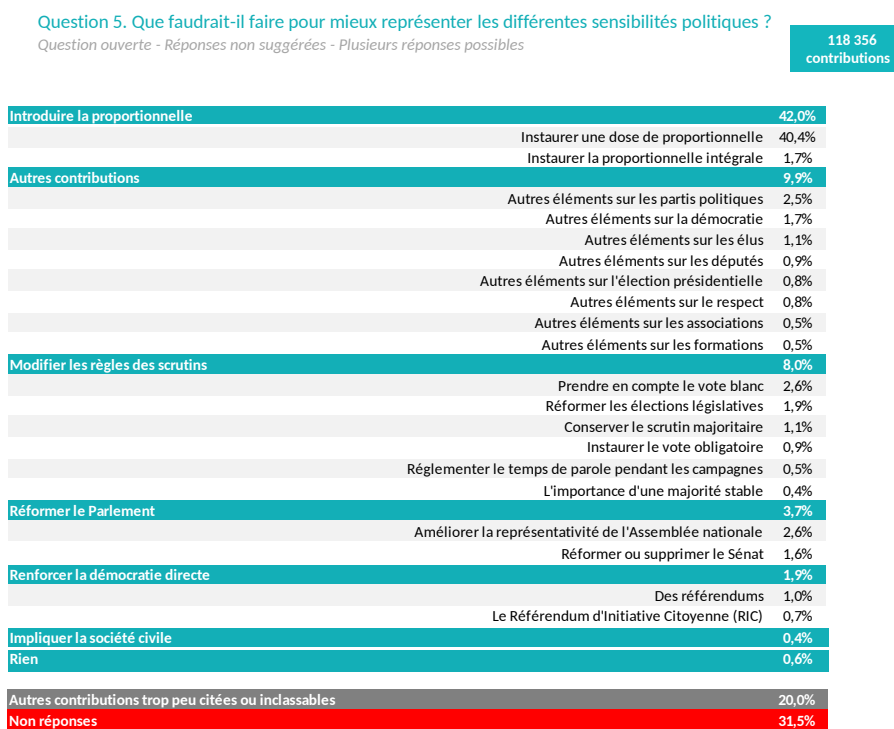 Question 5. Que faudrait-il faire pour mieux représenter les différentes sensibilités politiques ?
Question ouverte - Réponses non suggérées - Plusieurs réponses possibles
118 356
contributions
Introduire la proportionnelle 42,0%
Instaurer une dose de proportionnelle 40,4%
Instaurer la proportionnelle intégrale 1,7%
Autres contributions 9,9%
Autres éléments sur les partis politiques 2,5%
Autres éléments sur la démocratie 1,7%
Autres éléments sur les élus 1,1%
Autres éléments sur les députés 0,9%
Autres éléments sur l'élection présidentielle 0,8%
Autres éléments sur le respect 0,8%
Autres éléments sur les associations 0,5%
Autres éléments sur les formations 0,5%
Modifier les règles des scrutins 8,0%
Prendre en compte le vote blanc 2,6%
Réformer les élections législatives 1,9%
Conserver le scrutin majoritaire 1,1%
Instaurer le vote obligatoire 0,9%
Réglementer le temps de parole pendant les campagnes 0,5%
L'importance d'une majorité stable 0,4%
Réformer le Parlement 3,7%
Améliorer la représentativité de l'Assemblée nationale 2,6%
Réformer ou supprimer le Sénat 1,6%
Renforcer la démocratie directe 1,9%
Des référendums 1,0%
Le Référendum d'Initiative Citoyenne (RIC) 0,7%
Impliquer la société civile 0,4%
Rien 0,6%
Autres contributions trop peu citées ou inclassables 20,0%
Non réponses 31,5%